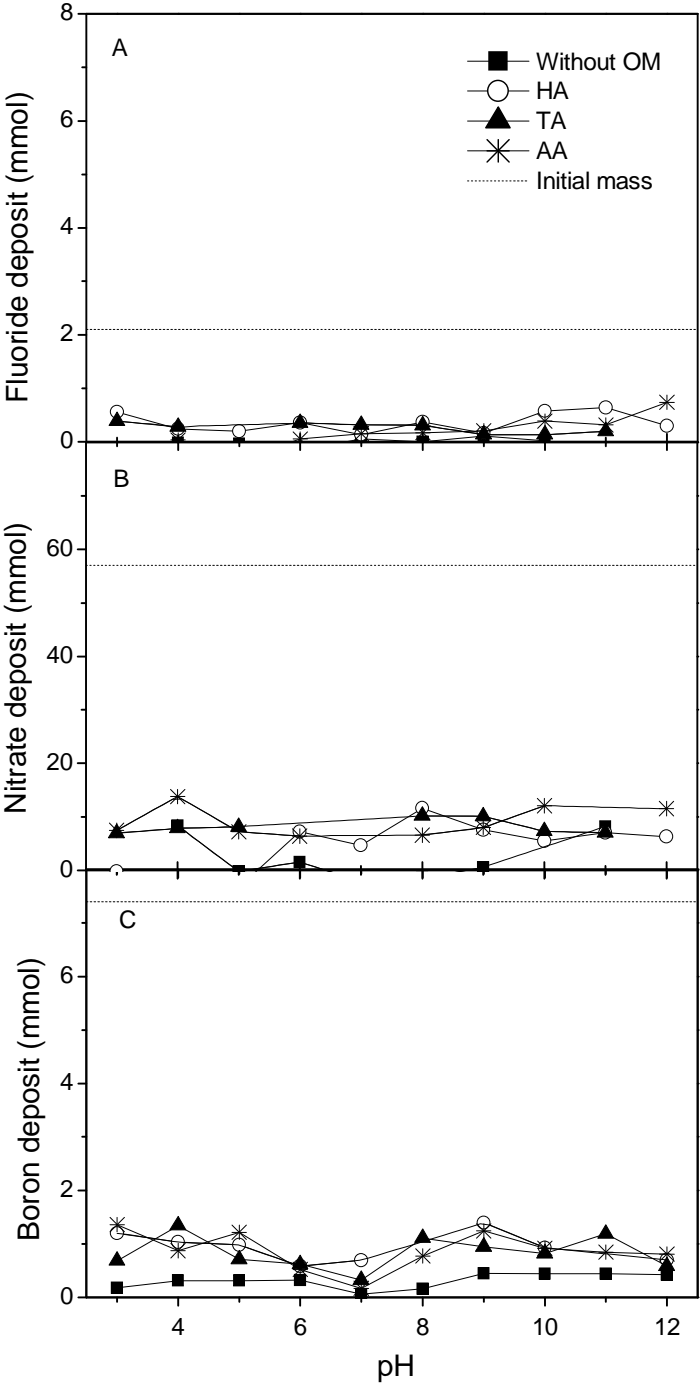 8
A
Without OM
HA
TA
AA
Initial mass
6
4
2
0
Fluoride deposit (mmol)
B
60
40
20
0
Nitrate deposit (mmol)
C
6
4
2
0
Boron deposit (mmol)
4 6 8 10 12
pH